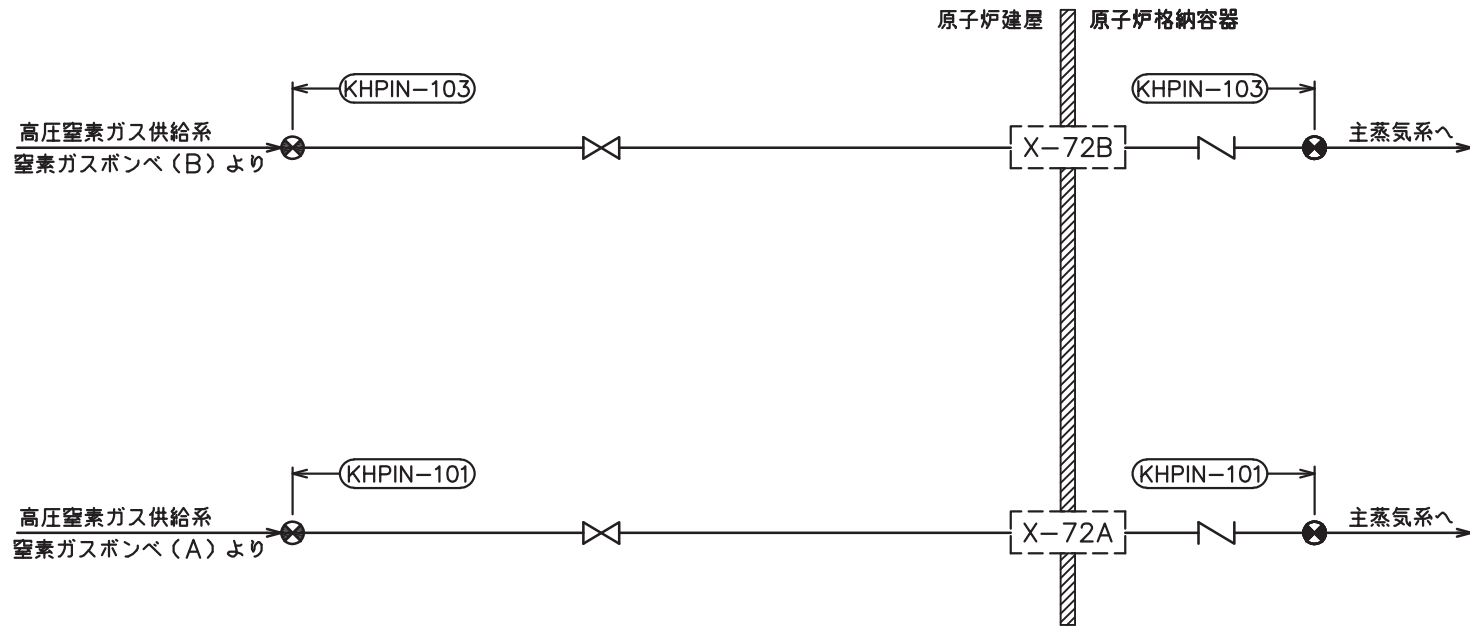 原子炉建屋
原子炉格納容器
KHPIN-103
KHPIN-103
高圧窒素ガス供給系
窒素ガスボンベ(B)より
X-72B
主蒸気系へ
KHPIN-101
KHPIN-101
高圧窒素ガス供給系
窒素ガスボンベ(A)より
X-72A
主蒸気系へ